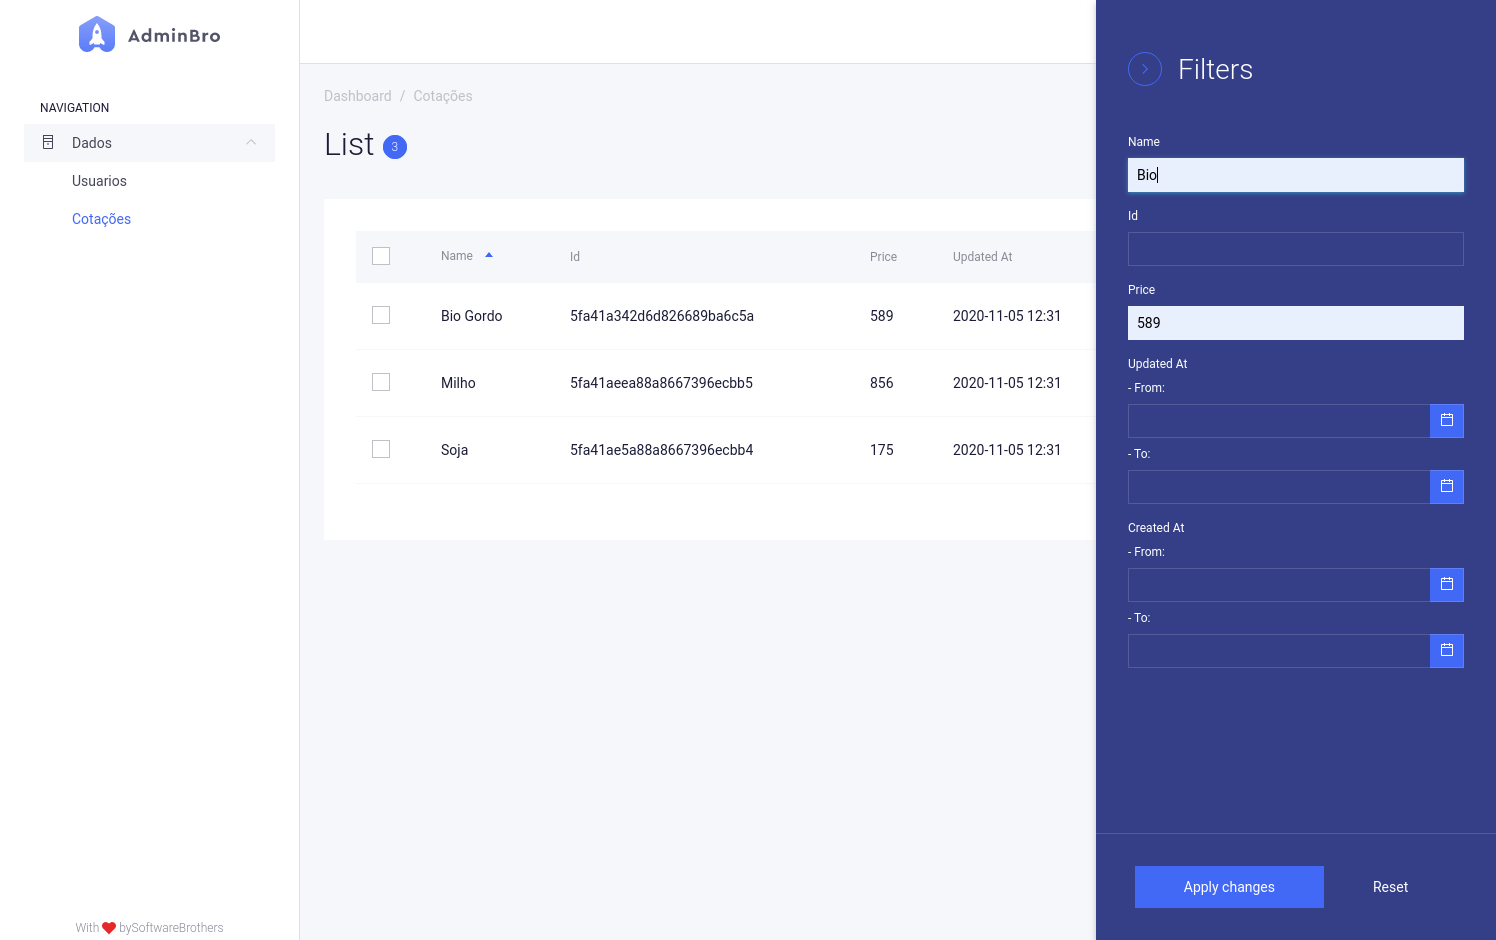 AdminBro
NAVIGATION
Dados
Usuarios
Cotações
With bySoftwareBrothers
Dashboard / Cotações
List 3
Name Id Price Updated At
Bio Gordo 5fa41a342d6d826689ba6c5a 589 2020-11-05 12:31
Milho 5fa41aeea88a8667396ecbb5 856 2020-11-05 12:31
Soja 5fa41ae5a88a8667396ecbb4 175 2020-11-05 12:31
Filters
Name
Bio
Id
Price
589
Updated At
- From:
- To:
Created At
- From:
- To:
Apply changes Reset